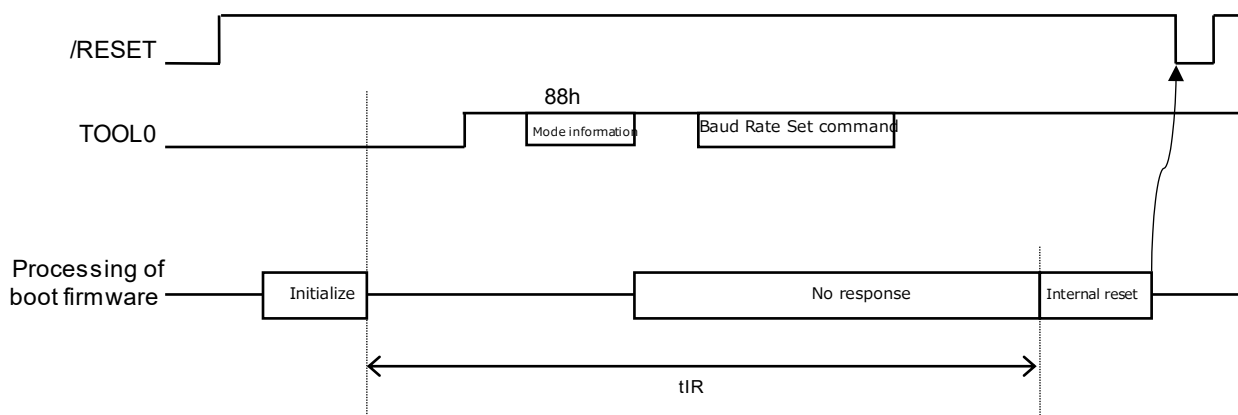 /RESET
88h
TOOL0
Mode information
Baud Rate Set command
Processing of
boot firmware
Initialize
No response
Internal reset
tIR